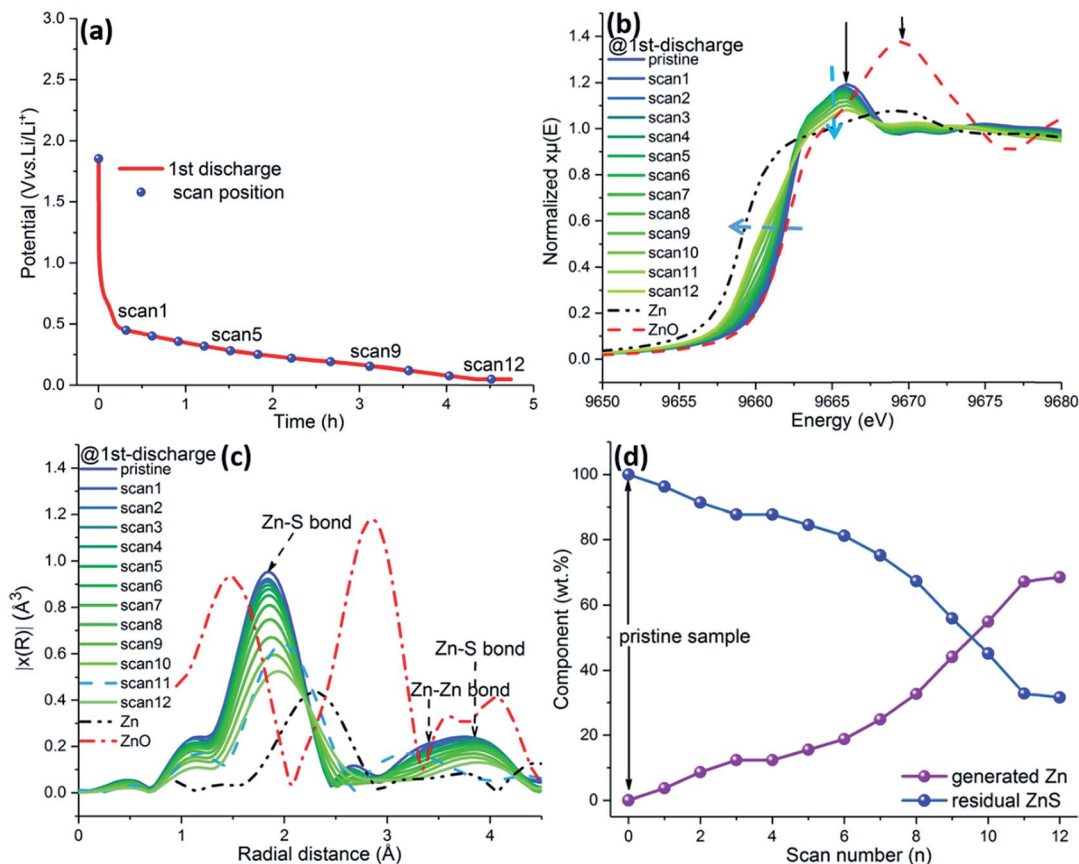 (a)
3.0
2.5
2.0
1.5
1.0
0.5
0.0
Potential (Vvs.Li/Li⁺)
1st discharge
scan position
scan1
scan5
scan9
scan12
0
1
2
3
4
5
Time (h)
(b)
@1st-discharge
pristine
scan1
scan2
scan3
scan4
scan5
scan6
scan7
scan8
scan9
scan10
scan11
scan12
Zn
ZnO
1.4
1.2
1.0
0.8
0.6
0.4
0.2
0.0
Normalized xμ(E)
9650
9655
9660
9665
9670
9675
9680
Energy (eV)
(c)
@1st-discharge
pristine
scan1
scan2
scan3
scan4
scan5
scan6
scan7
scan8
scan9
scan10
scan11
scan12
Zn
ZnO
Zn-S bond
Zn-S bond
Zn-Zn bond
1.4
1.2
1.0
0.8
0.6
0.4
0.2
0.0
|x(R)| (Å³)
0
1
2
3
4
Radial distance (Å)
(d)
100
80
60
40
20
0
Component (wt.%)
pristine sample
generated Zn
residual ZnS
0
2
4
6
8
10
12
Scan number (n)